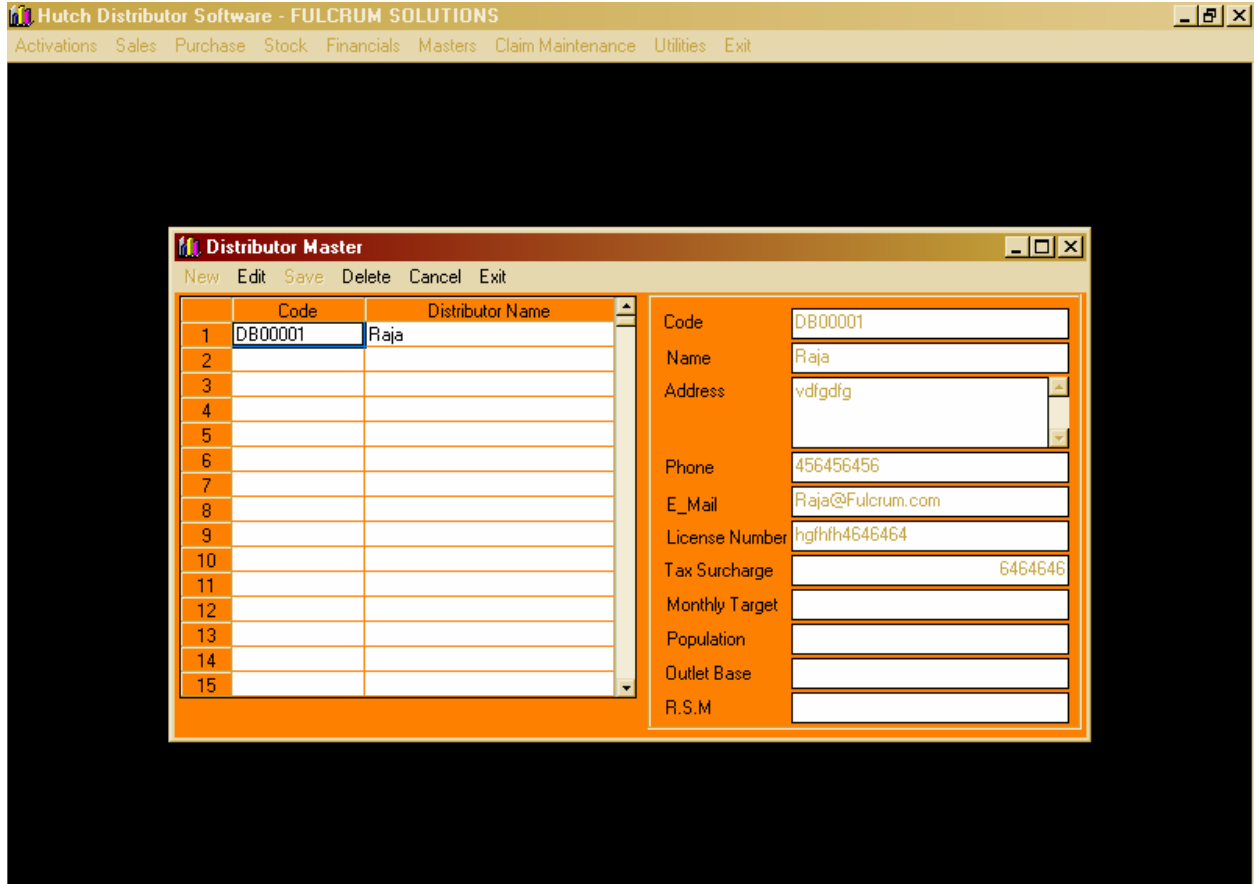 Hutch Distributor Software - FULCRUM SOLUTIONS
Activations Sales Purchase Stock Financials Masters Claim Maintenance Utilities Exit
Distributor Master
New Edit Save Delete Cancel Exit
Code Distributor Name
1 DB00001 Raja
2
3
4
5
6
7
8
9
10
11
12
13
14
15
Code DB00001
Name Raja
Address vdfgdfg
Phone 456456456
E_Mail Raja@Fulcrum.com
License Number hgfhfh4646464
Tax Surcharge 6464646
Monthly Target
Population
Outlet Base
R.S.M